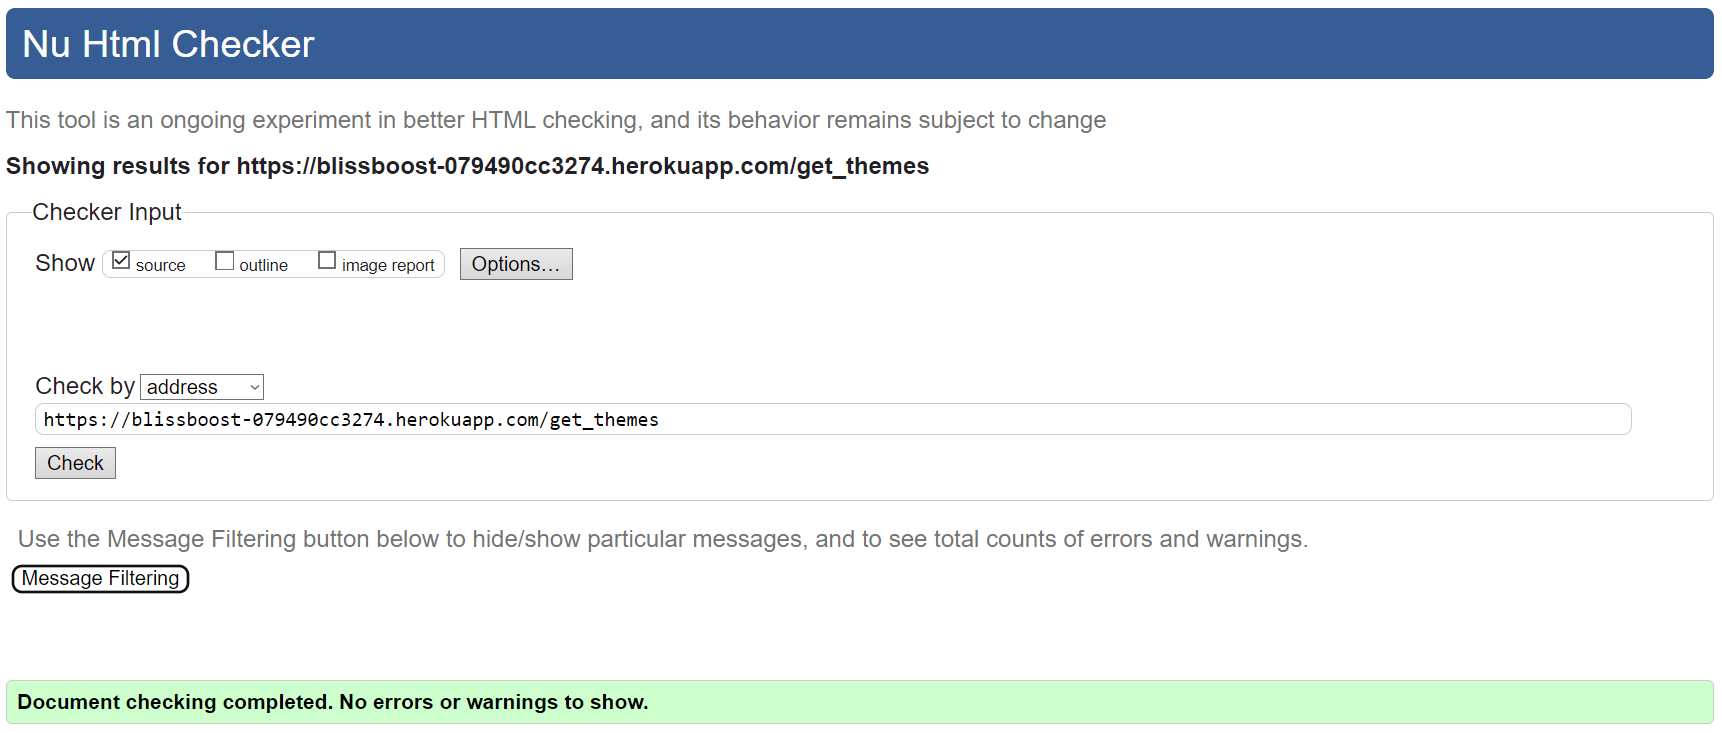 Nu Html Checker
This tool is an ongoing experiment in better HTML checking, and its behavior remains subject to change
Showing results for https://blissboost-079490cc3274.herokuapp.com/get_themes
Checker Input
Show source outline image report Options...
Check by address
https://blissboost-079490cc3274.herokuapp.com/get_themes
Check
Use the Message Filtering button below to hide/show particular messages, and to see total counts of errors and warnings.
Message Filtering
Document checking completed. No errors or warnings to show.